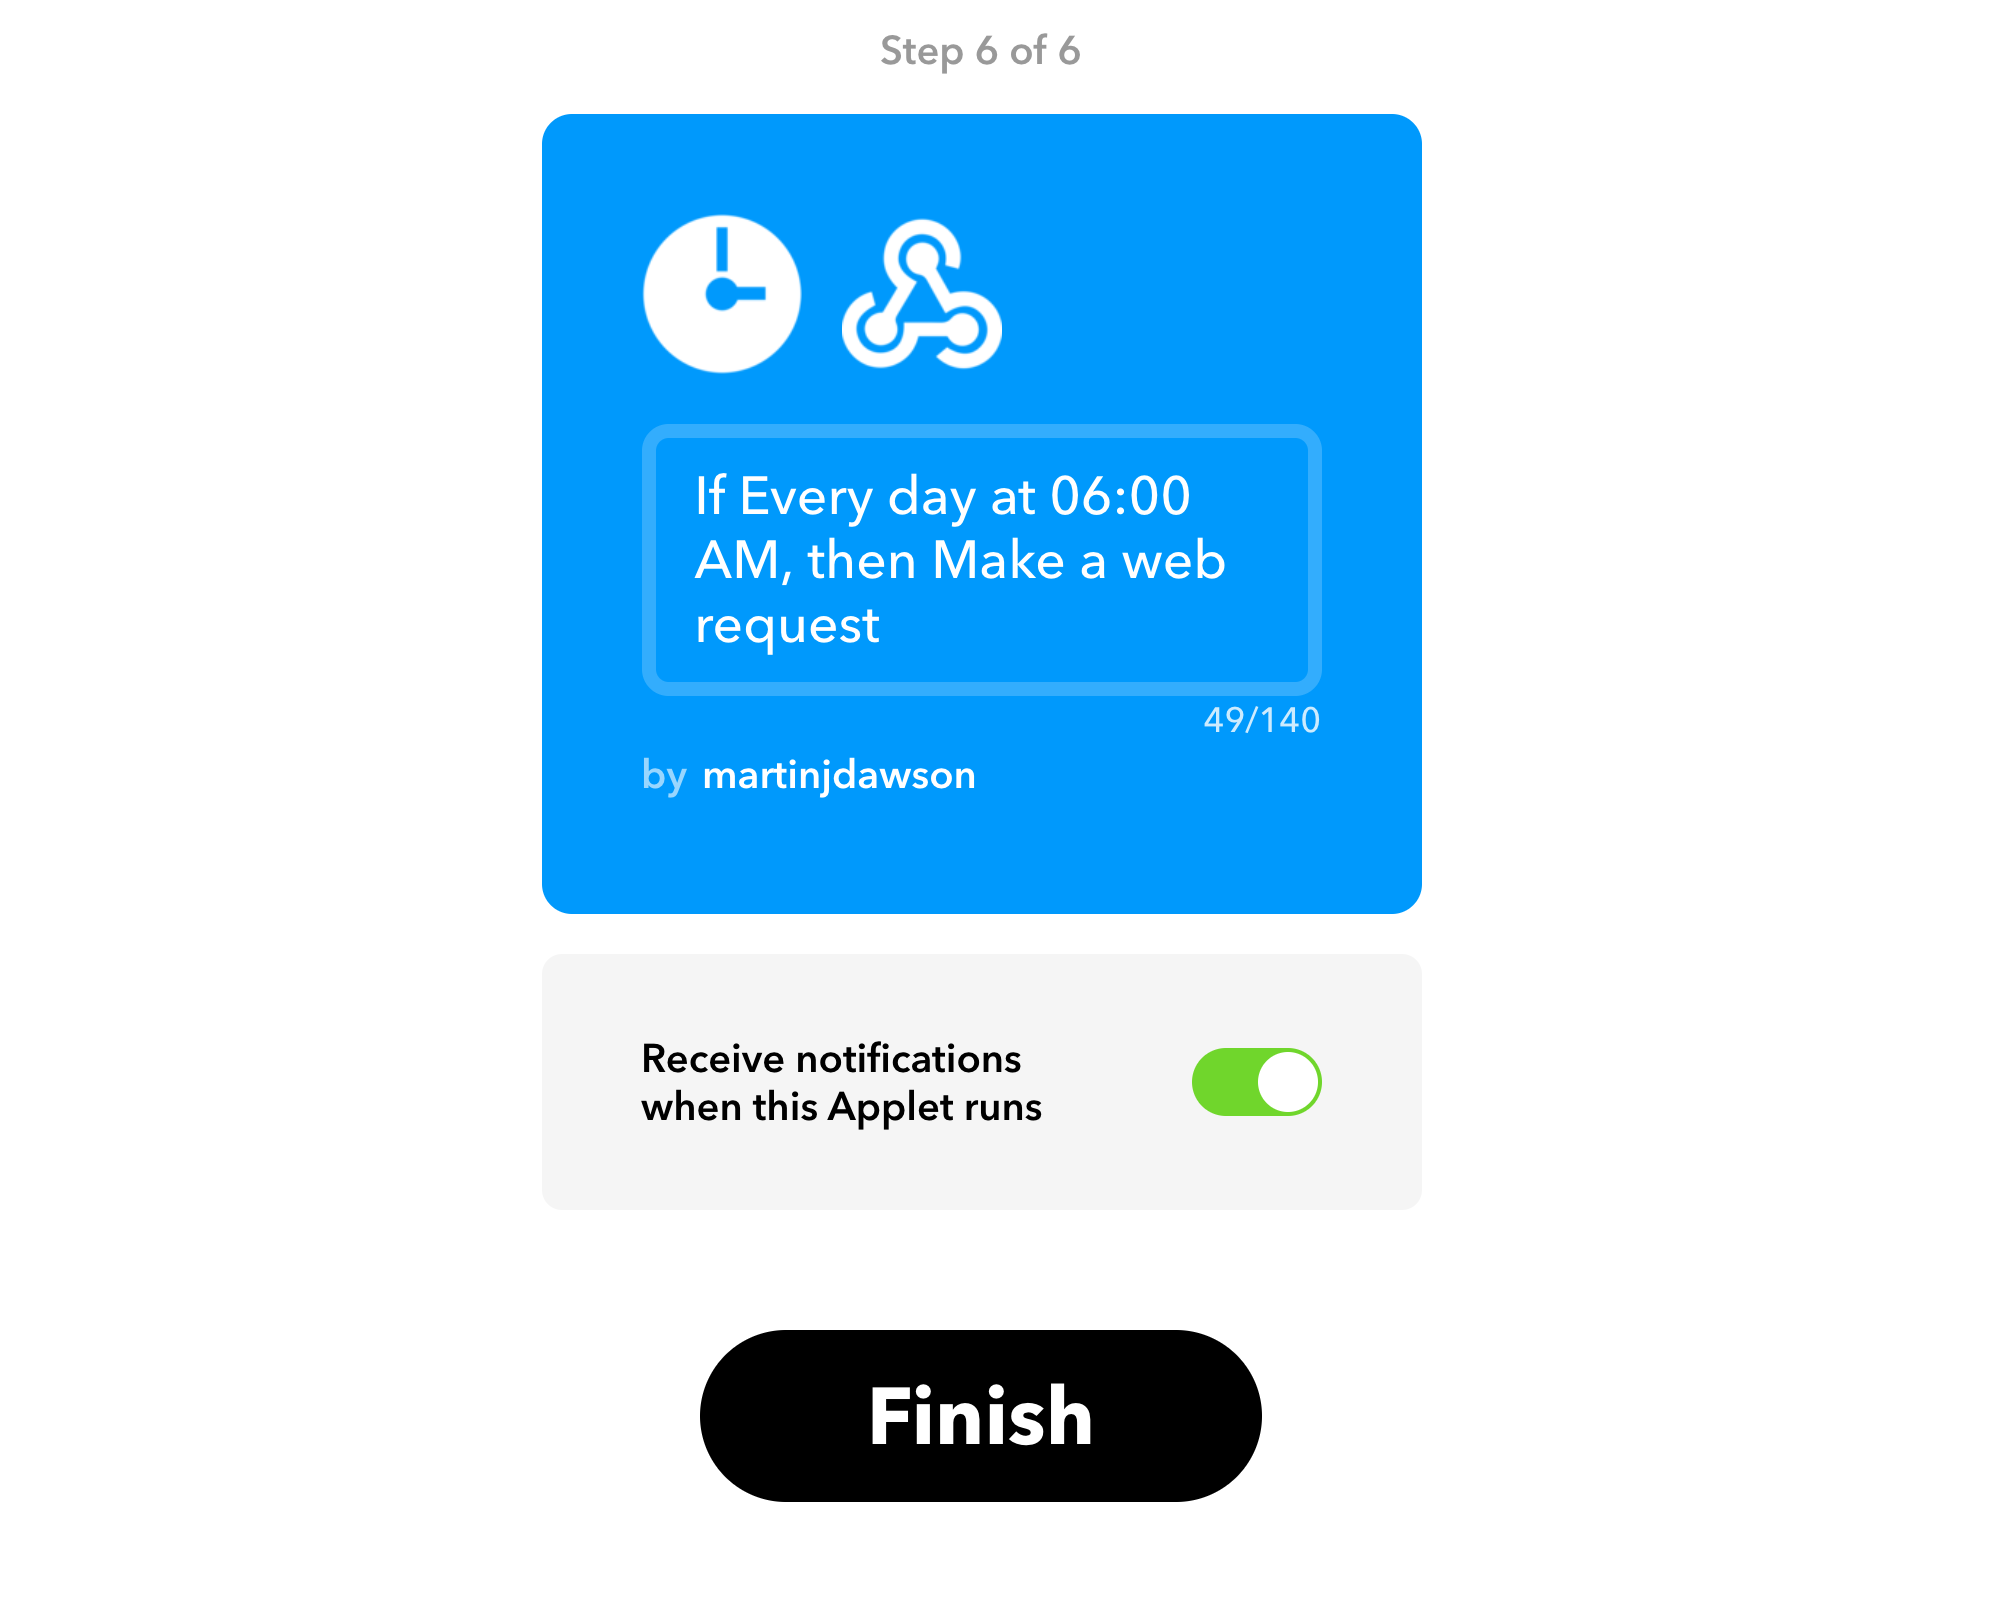 Step 6 of 6
If Every day at 06:00
AM, then Make a web
request
49/140
by martinjdawson
Receive notifications
when this Applet runs
Finish